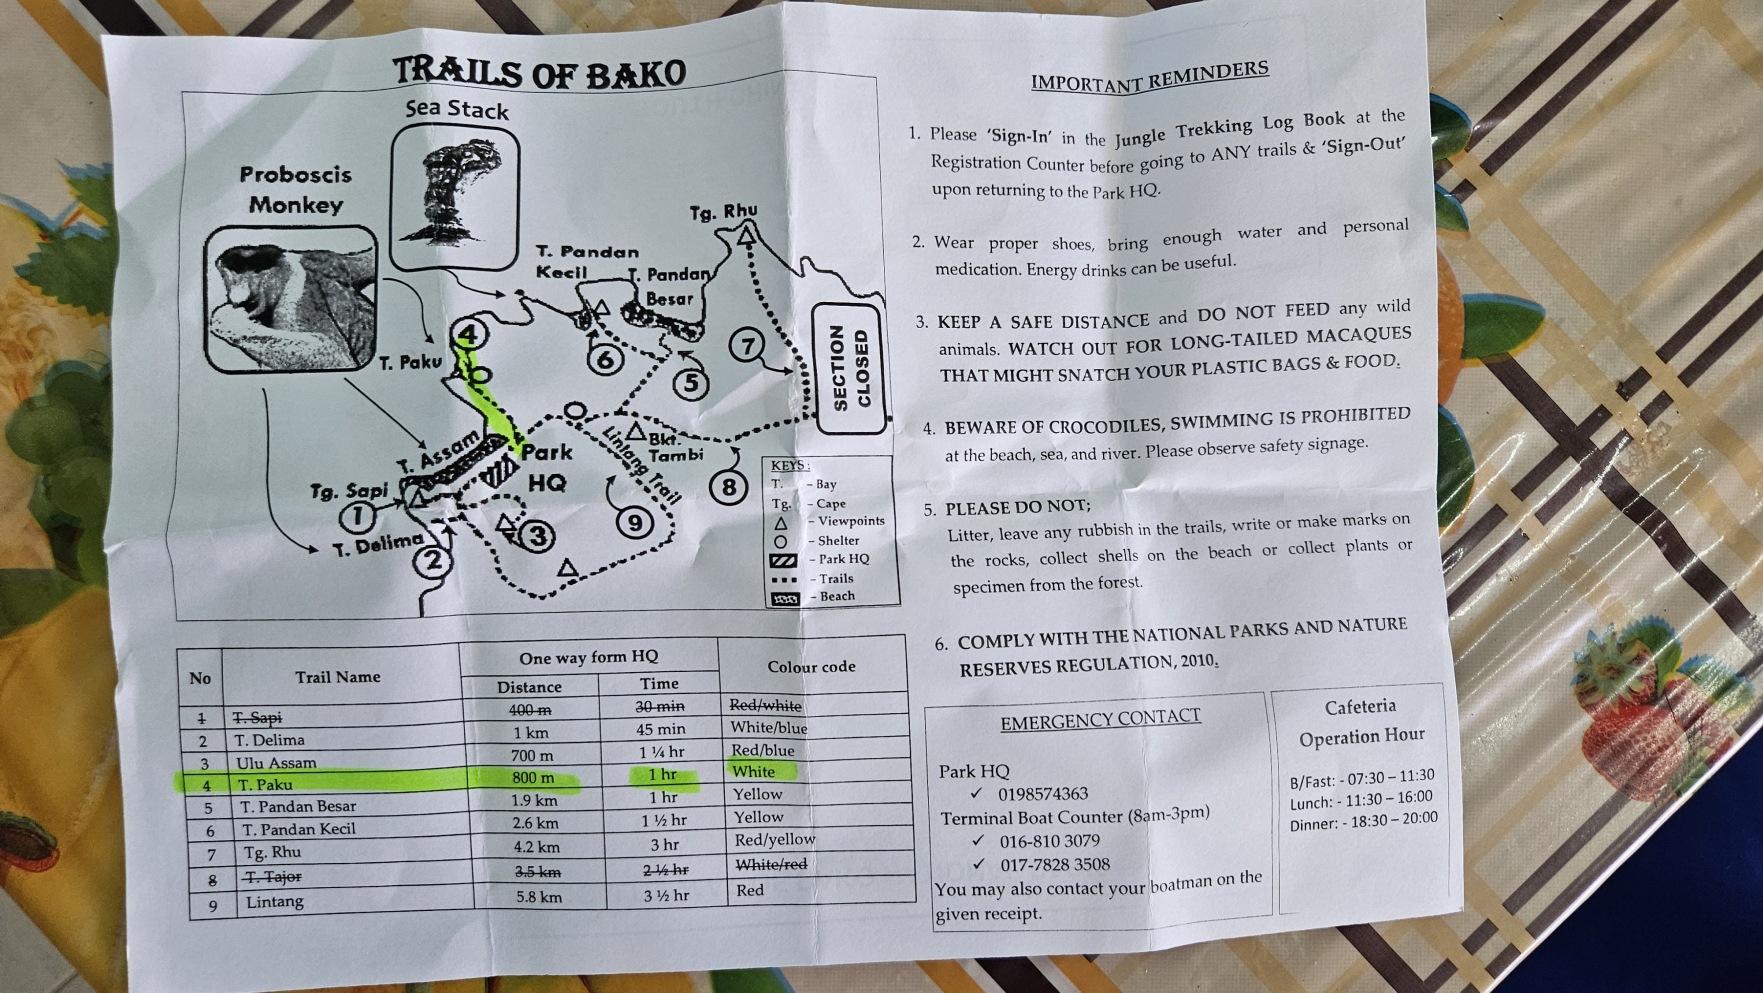 TRAILS OF BAKO
Sea Stack
Proboscis
Monkey
Tg. Rhu
T. Pandan
Kecil
T. Pandan
Besar
4
T. Paku
6
5
7
SECTION
CLOSED
T. Assam
Park
HQ
Lintang Trail
Bkt.
Tambi
Tg. Sapi
1
T. Delima
2
3
9
8
KEYS:
T. - Bay
Tg. - Cape
- Viewpoints
- Shelter
- Park HQ
- Trails
- Beach
No Trail Name One way form HQ Colour code
Distance Time
1 T. Sapi 400 m 30 min Red/white
2 T. Delima 1 km 45 min White/blue
3 Ulu Assam 700 m 1 ¼ hr Red/blue
4 T. Paku 800 m 1 hr White
5 T. Pandan Besar 1.9 km 1 hr Yellow
6 T. Pandan Kecil 2.6 km 1 ½ hr Yellow
7 Tg. Rhu 4.2 km 3 hr Red/yellow
8 T. Tajor 3.5 km 2 ½ hr White/red
9 Lintang 5.8 km 3 ½ hr Red
IMPORTANT REMINDERS
1. Please 'Sign-In' in the Jungle Trekking Log Book at the
Registration Counter before going to ANY trails & 'Sign-Out'
upon returning to the Park HQ.
2. Wear proper shoes, bring enough water and personal
medication. Energy drinks can be useful.
3. KEEP A SAFE DISTANCE and DO NOT FEED any wild
animals. WATCH OUT FOR LONG-TAILED MACAQUES
THAT MIGHT SNATCH YOUR PLASTIC BAGS & FOOD.
4. BEWARE OF CROCODILES, SWIMMING IS PROHIBITED
at the beach, sea, and river. Please observe safety signage.
5. PLEASE DO NOT;
Litter, leave any rubbish in the trails, write or make marks on
the rocks, collect shells on the beach or collect plants or
specimen from the forest.
6. COMPLY WITH THE NATIONAL PARKS AND NATURE
RESERVES REGULATION, 2010.
EMERGENCY CONTACT
Park HQ
✓ 0198574363
Terminal Boat Counter (8am-3pm)
✓ 016-810 3079
✓ 017-7828 3508
You may also contact your boatman on the
given receipt.
Cafeteria
Operation Hour
B/Fast: - 07:30 – 11:30
Lunch: - 11:30 – 16:00
Dinner: - 18:30 – 20:00